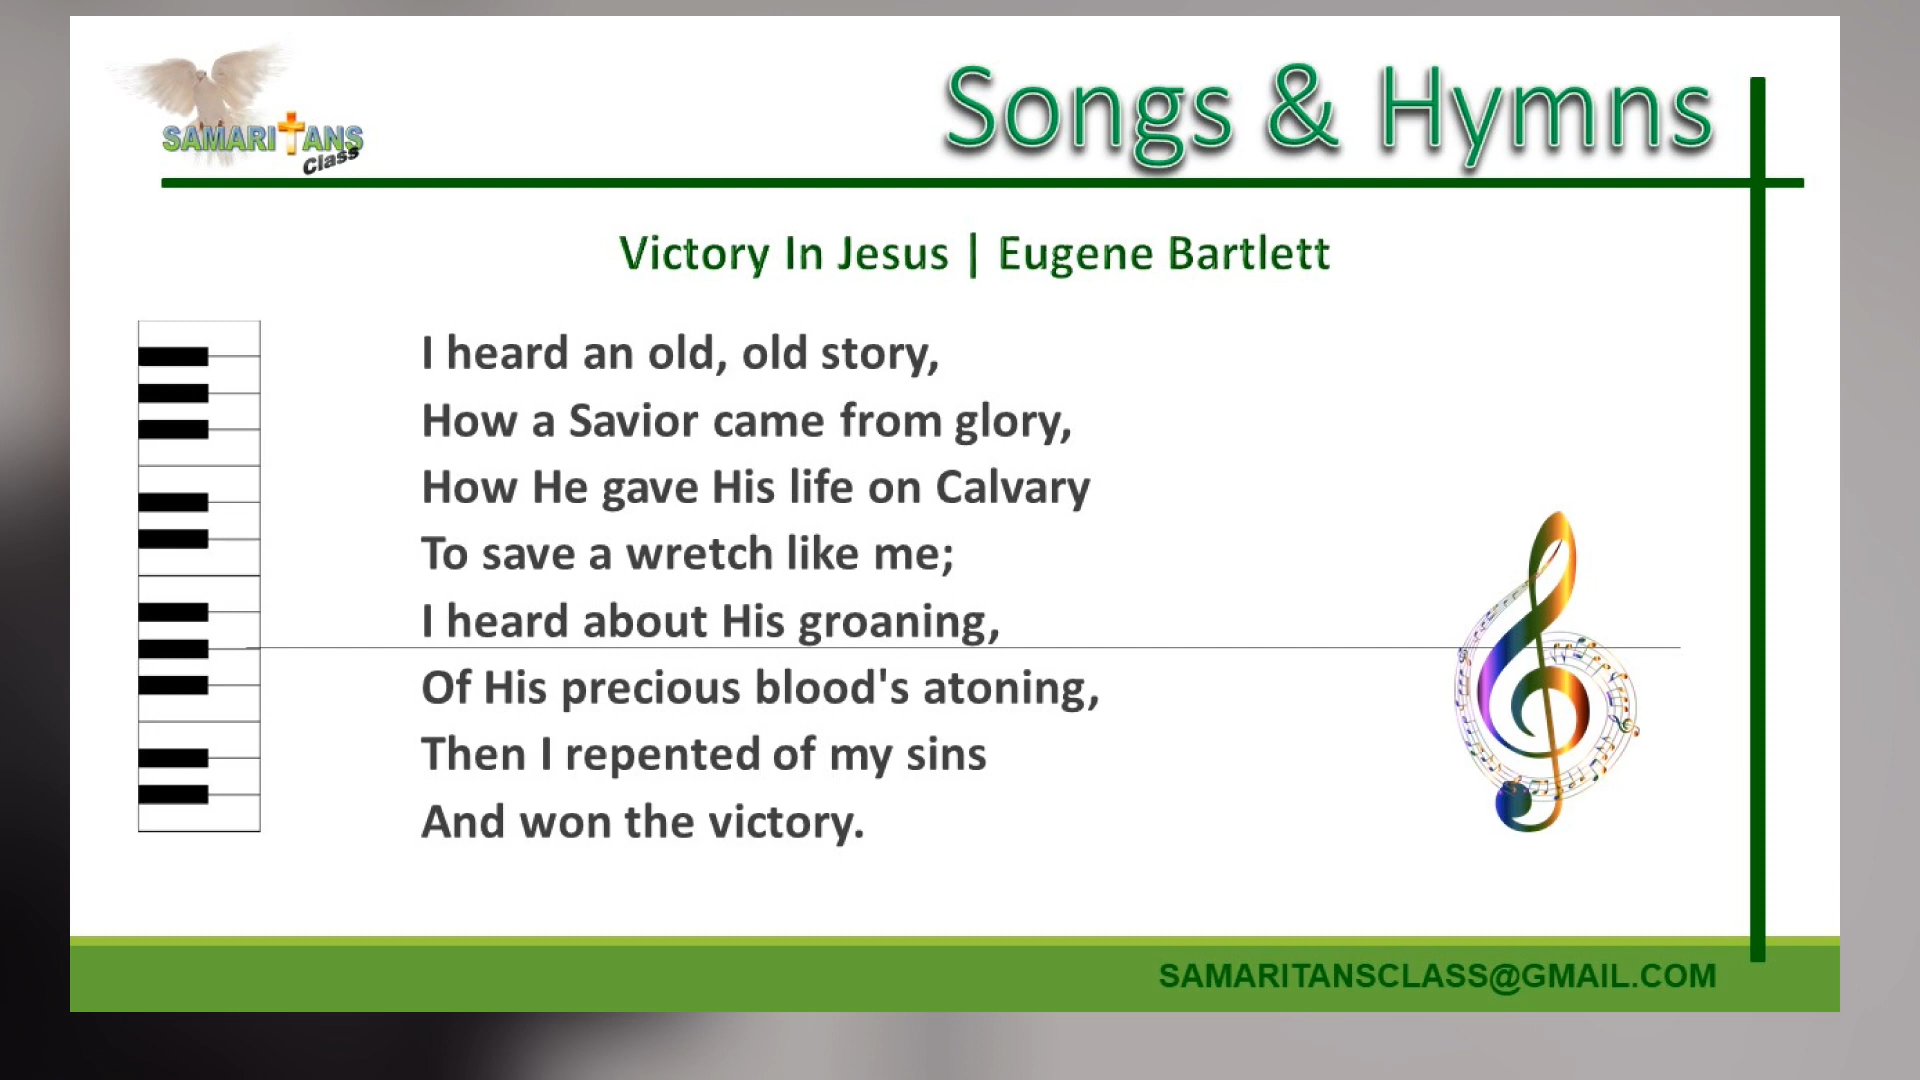 SAMARITANS
Class
Songs & Hymns
Victory In Jesus | Eugene Bartlett
I heard an old, old story,
How a Savior came from glory,
How He gave His life on Calvary
To save a wretch like me;
I heard about His groaning,
Of His precious blood's atoning,
Then I repented of my sins
And won the victory.
SAMARITANSCLASS@GMAIL.COM